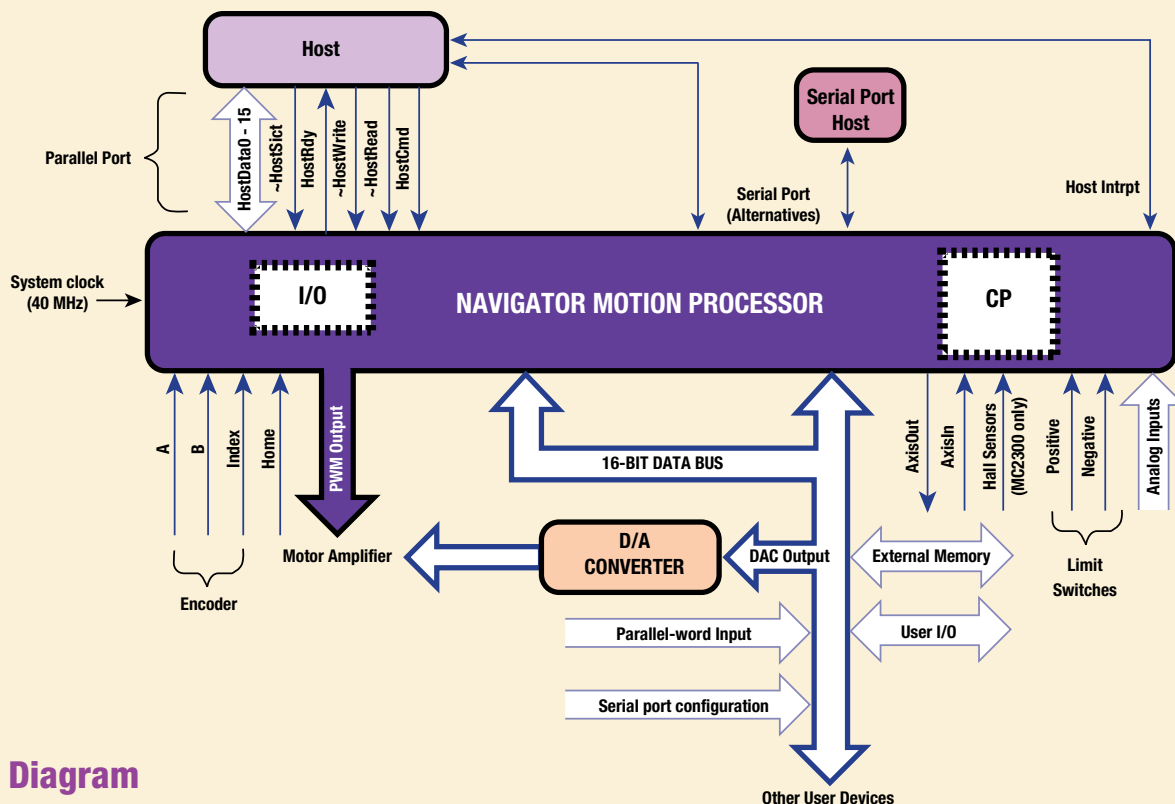 Host
Serial Port
Host
Parallel Port
HostData0 - 15
~HostSlct
HostRdy
~HostWrite
~HostRead
HostCmd
Serial Port
(Alternatives)
Host Intrpt
System clock
(40 MHz)
I/O
NAVIGATOR MOTION PROCESSOR
CP
A
B
Index
Home
PWM Output
16-BIT DATA BUS
AxisOut
AxisIn
Hall Sensors
(MC2300 only)
Positive
Negative
Analog Inputs
Encoder
Motor Amplifier
D/A
CONVERTER
DAC Output
External Memory
Limit
Switches
Parallel-word Input
User I/O
Serial port configuration
Diagram
Other User Devices